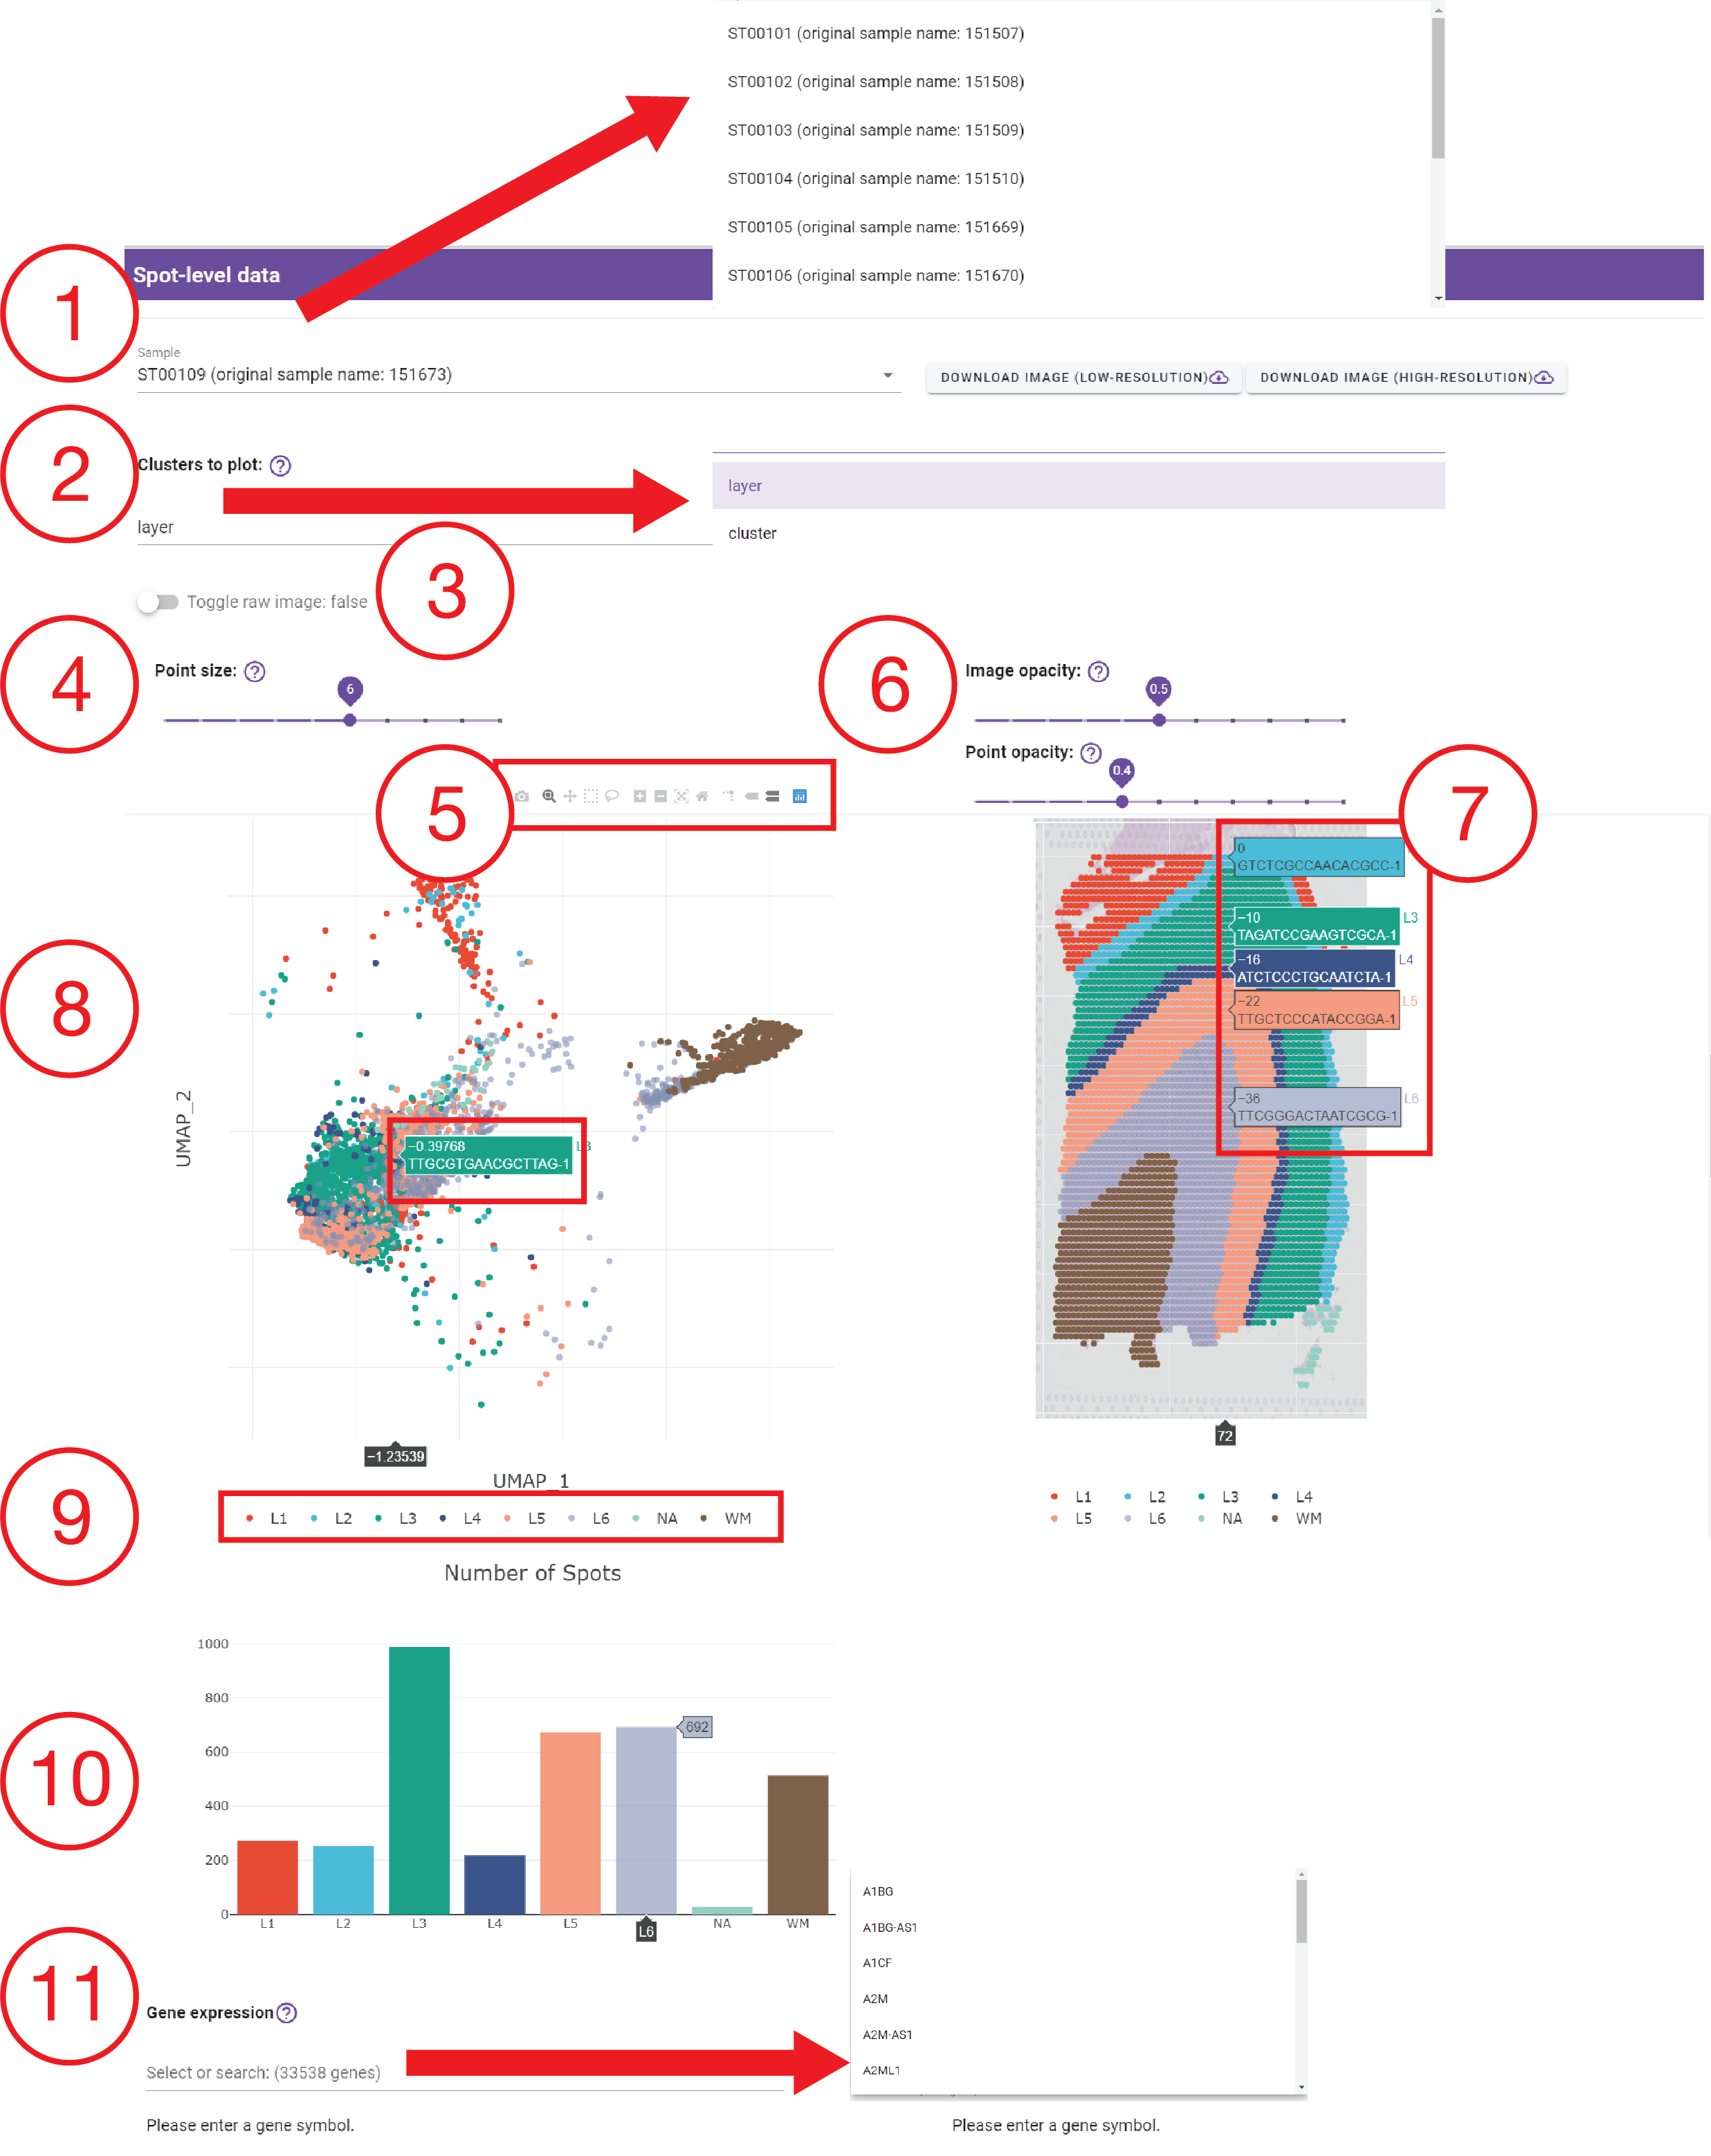 ST00101 (original sample name: 151507)
ST00102 (original sample name: 151508)
ST00103 (original sample name: 151509)
ST00104 (original sample name: 151510)
ST00105 (original sample name: 151669)
ST00106 (original sample name: 151670)
1
Spot-level data
Sample
ST00109 (original sample name: 151673)
DOWNLOAD IMAGE (LOW-RESOLUTION)
DOWNLOAD IMAGE (HIGH-RESOLUTION)
2
Clusters to plot: ?
layer
layer
cluster
3
Toggle raw image: false
4
Point size: ?
6
6
Image opacity: ?
0.5
Point opacity: ?
0.4
5
7
0
GTCTCGCCAACACGCC-1
−10
TAGATCCGAAGTCGCA-1
L3
−16
ATCTCCCTGCAATCTA-1
L4
−22
TTGCTCCCATACCGGA-1
L5
−36
TTCGGGACTAATCGCG-1
L6
72
L1 L2 L3 L4
L5 L6 NA WM
8
UMAP_2
−0.39768
TTGCGTGAACGCTTAG-1
L3
−1.23539
UMAP_1
9
L1 L2 L3 L4 L5 L6 NA WM
Number of Spots
10
1000
800
600
400
200
0
692
L1 L2 L3 L4 L5 L6 NA WM
11
Gene expression ?
Select or search: (33538 genes)
A1BG
A1BG-AS1
A1CF
A2M
A2M-AS1
A2ML1
Please enter a gene symbol.
Please enter a gene symbol.